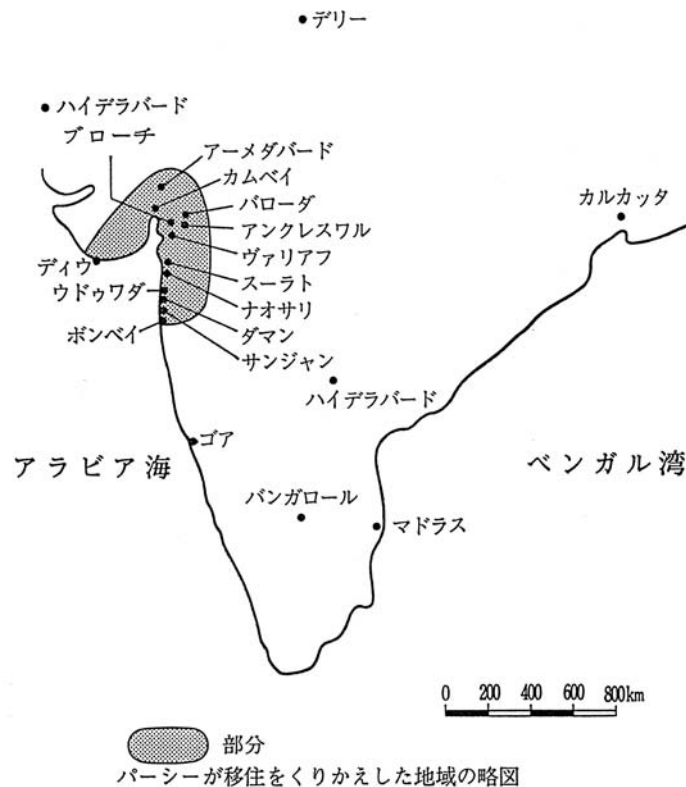 デリー
ハイデラバード
ブローチ
アーメダバード
カムベイ
バローダ
アンクレスワル
ヴァリアフ
カルカッタ
ディウ
スーラト
ウドゥワダ
ナオサリ
ボンベイ
ダマン
サンジャン
ハイデラバード
ゴア
アラビア海
ベンガル湾
バンガロール
マドラス
0 200 400 600 800km
部分
パーシーが移住をくりかえした地域の略図